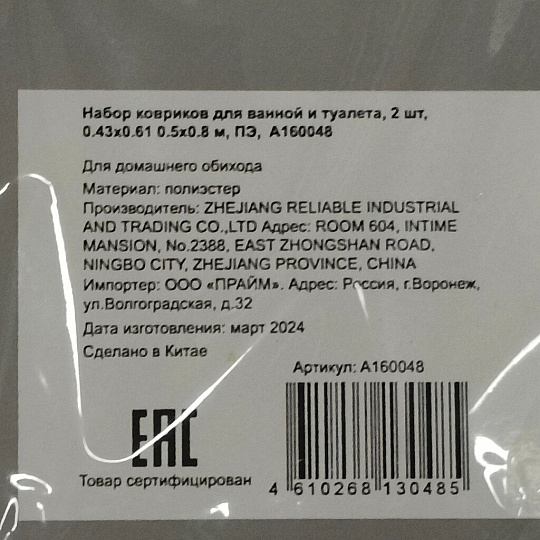 Набор ковриков для ванной и туалета, 2 шт,
0.43х0.61 0.5х0.8 м, ПЭ, А160048
Для домашнего обихода
Материал: полиэстер
Производитель: ZHEJIANG RELIABLE INDUSTRIAL
AND TRADING CO.,LTD Адрес: ROOM 604, INTIME
MANSION, No.2388, EAST ZHONGSHAN ROAD,
NINGBO CITY, ZHEJIANG PROVINCE, CHINA
Импортер: ООО «ПРАЙМ». Адрес: Россия, г.Воронеж,
ул.Волгоградская, д.32
Дата изготовления: март 2024
Сделано в Китае
Артикул: А160048
ЕАС
Товар сертифицирован
4 610268 130485